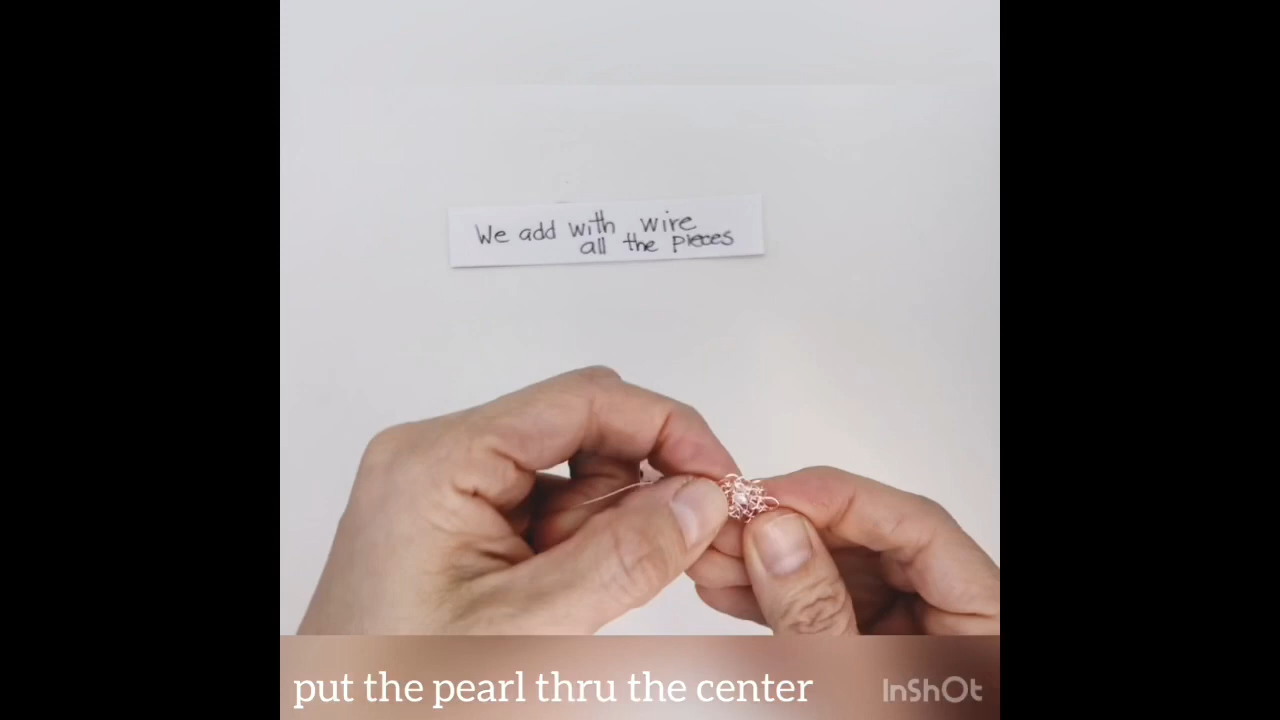 We add with wire
all the pieces
put the pearl thru the center
InShOt